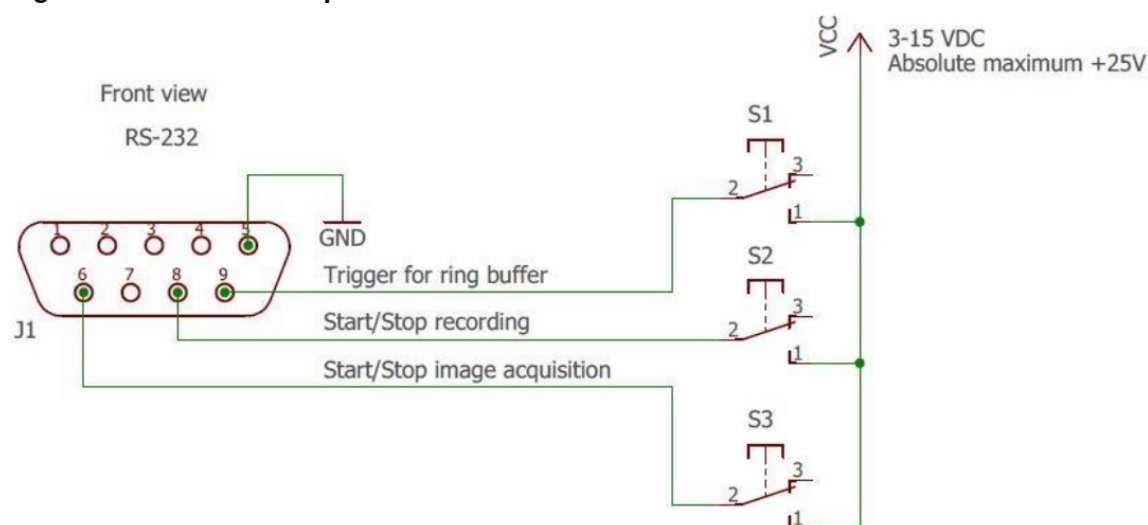 VCC
3-15 VDC
Absolute maximum +25V
Front view
RS-232
S1
3
2
1
1 2 3 4 5
GND
S2
6 7 8 9
Trigger for ring buffer
3
J1
Start/Stop recording
2
1
Start/Stop image acquisition
S3
3
2
1